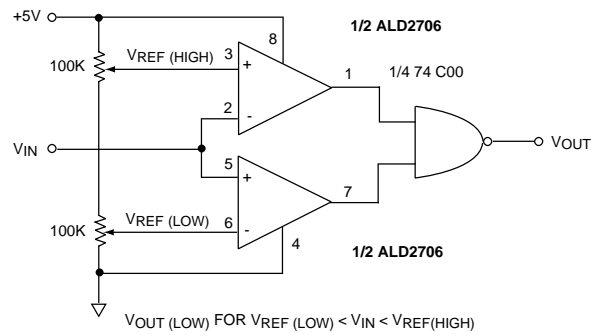 +5V
1/2 ALD2706
8
100K
VREF (HIGH)
3
+
1
1/4 74 C00
2
-
VIN
VOUT
5
+
7
100K
VREF (LOW)
6
-
4
1/2 ALD2706
VOUT (LOW) FOR VREF (LOW) < VIN < VREF(HIGH)